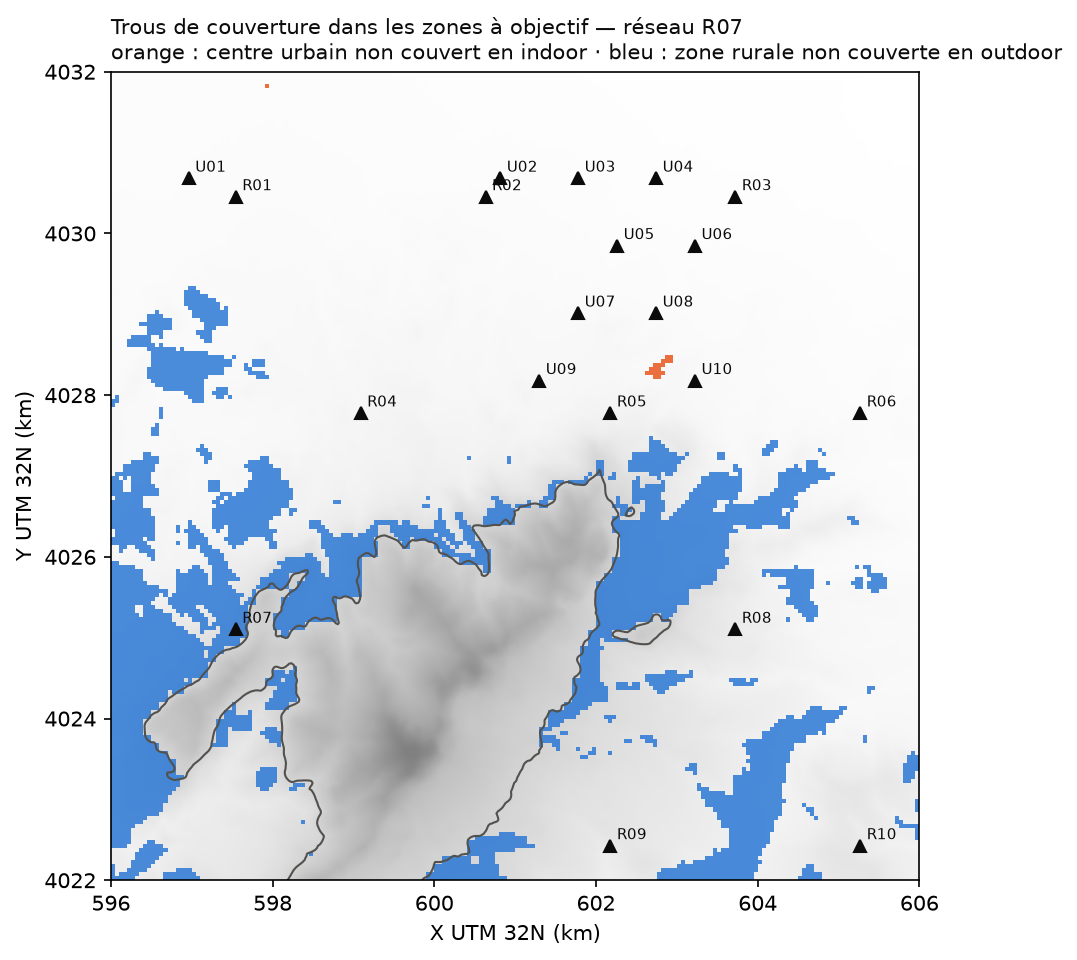 Trous de couverture dans les zones à objectif — réseau R07
orange : centre urbain non couvert en indoor · bleu : zone rurale non couverte en outdoor
4032
U01
U02
U03
U04
R01
R02
R03
4030
U05
U06
U07
U08
U09
U10
4028
R04
R05
R06
Y UTM 32N (km)
4026
R07
R08
4024
R09
R10
4022
596
598
600
602
604
606
X UTM 32N (km)